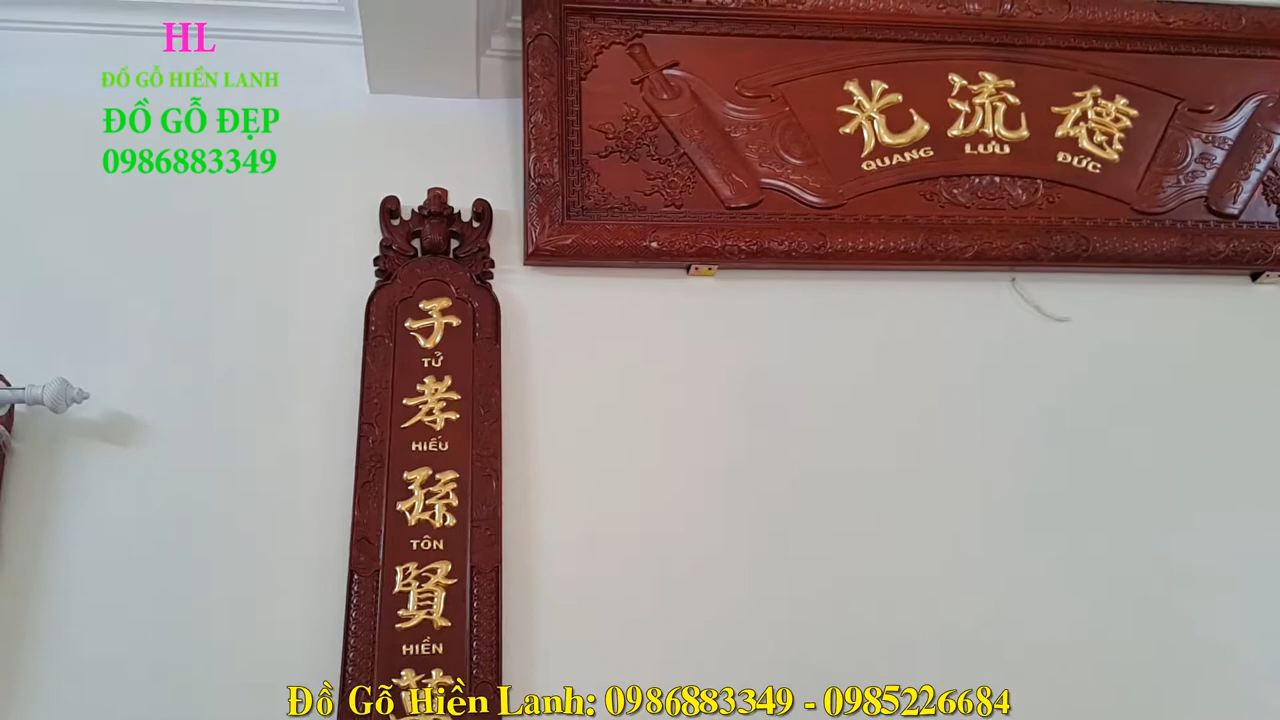 HL
ĐỒ GỖ HIỀN LANH
ĐỒ GỖ ĐẸP
0986883349
光 流 德
QUANG LƯU ĐỨC
子
TỬ
孝
HIẾU
孫
TÔN
賢
HIỀN
Đồ Gỗ Hiền Lanh: 0986883349 - 0985226684